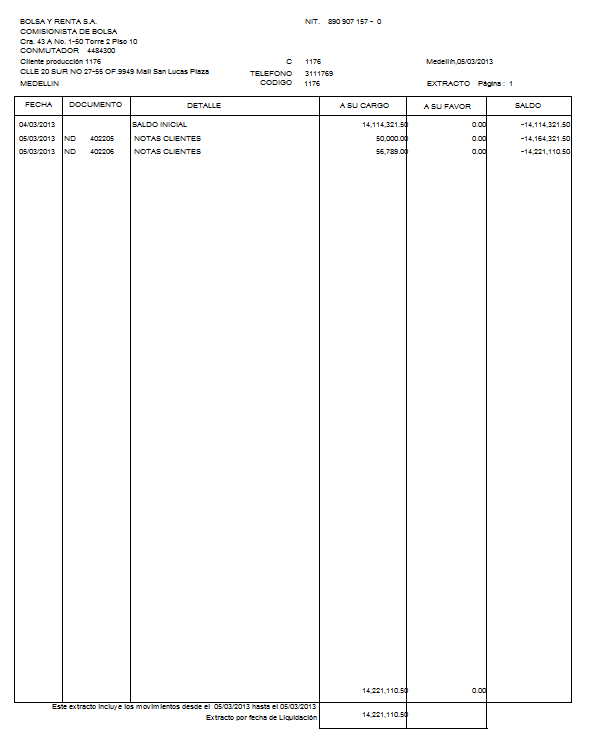 BOLSA Y RENTA S.A. NIT. 890 907 157 - 0
COMISIONISTA DE BOLSA
Cra. 43 A No. 1-50 Torre 2 Piso 10
CONMUTADOR 4484300
Cliente producción 1176 C 1176 Medellín,05/03/2013
CLLE 20 SUR NO 27-55 OF.9949 Mall San Lucas Plaza TELEFONO 3111769
MEDELLIN CODIGO 1176 EXTRACTO Página : 1
FECHA DOCUMENTO DETALLE A SU CARGO A SU FAVOR SALDO
04/03/2013 SALDO INICIAL 14,114,321.50 0.00 -14,114,321.50
05/03/2013 ND 402205 NOTAS CLIENTES 50,000.00 0.00 -14,164,321.50
05/03/2013 ND 402206 NOTAS CLIENTES 56,789.00 0.00 -14,221,110.50
14,221,110.50 0.00
Este extracto incluye los movimientos desde el 05/03/2013 hasta el 05/03/2013
Extracto por fecha de Liquidación 14,221,110.50